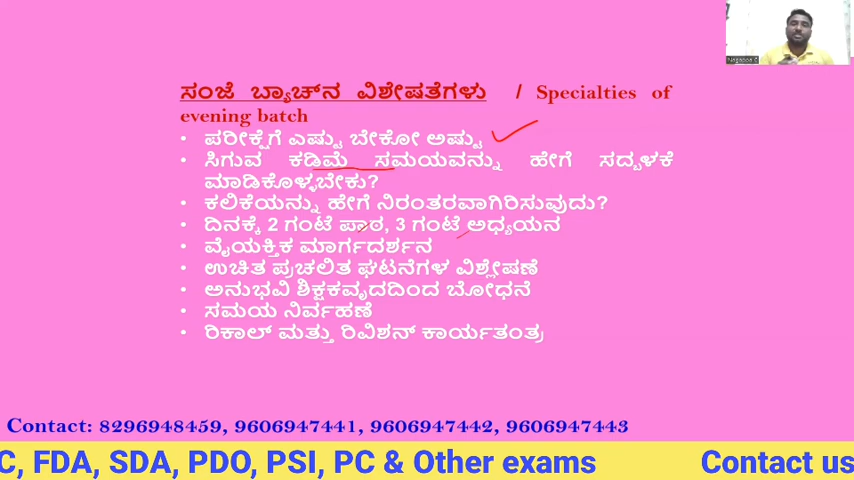 ಸಂಜೆ ಬ್ಯಾಚ್‌ನ ವಿಶೇಷತೆಗಳು / Specialties of
evening batch
• ಪರೀಕ್ಷೆಗೆ ಎಷ್ಟು ಬೇಕೋ ಅಷ್ಟು
• ಸಿಗುವ ಕಡಿಮೆ ಸಮಯವನ್ನು ಹೇಗೆ ಸದ್ಬಳಕೆ
ಮಾಡಿಕೊಳ್ಳಬೇಕು?
• ಕಲಿಕೆಯನ್ನು ಹೇಗೆ ನಿರಂತರವಾಗಿರಿಸುವುದು?
• ದಿನಕ್ಕೆ 2 ಗಂಟೆ ಪಾಠ, 3 ಗಂಟೆ ಅಧ್ಯಯನ
• ವೈಯಕ್ತಿಕ ಮಾರ್ಗದರ್ಶನ
• ಉಚಿತ ಪ್ರಚಲಿತ ಘಟನೆಗಳ ವಿಶ್ಲೇಷಣೆ
• ಅನುಭವಿ ಶಿಕ್ಷಕವೃದದಿಂದ ಬೋಧನೆ
• ಸಮಯ ನಿರ್ವಹಣೆ
• ರಿಕಾಲ್ ಮತ್ತು ರಿವಿಶನ್ ಕಾರ್ಯತಂತ್ರ
Contact: 8296948459, 9606947441, 9606947442, 9606947443
C, FDA, SDA, PDO, PSI, PC & Other exams Contact us